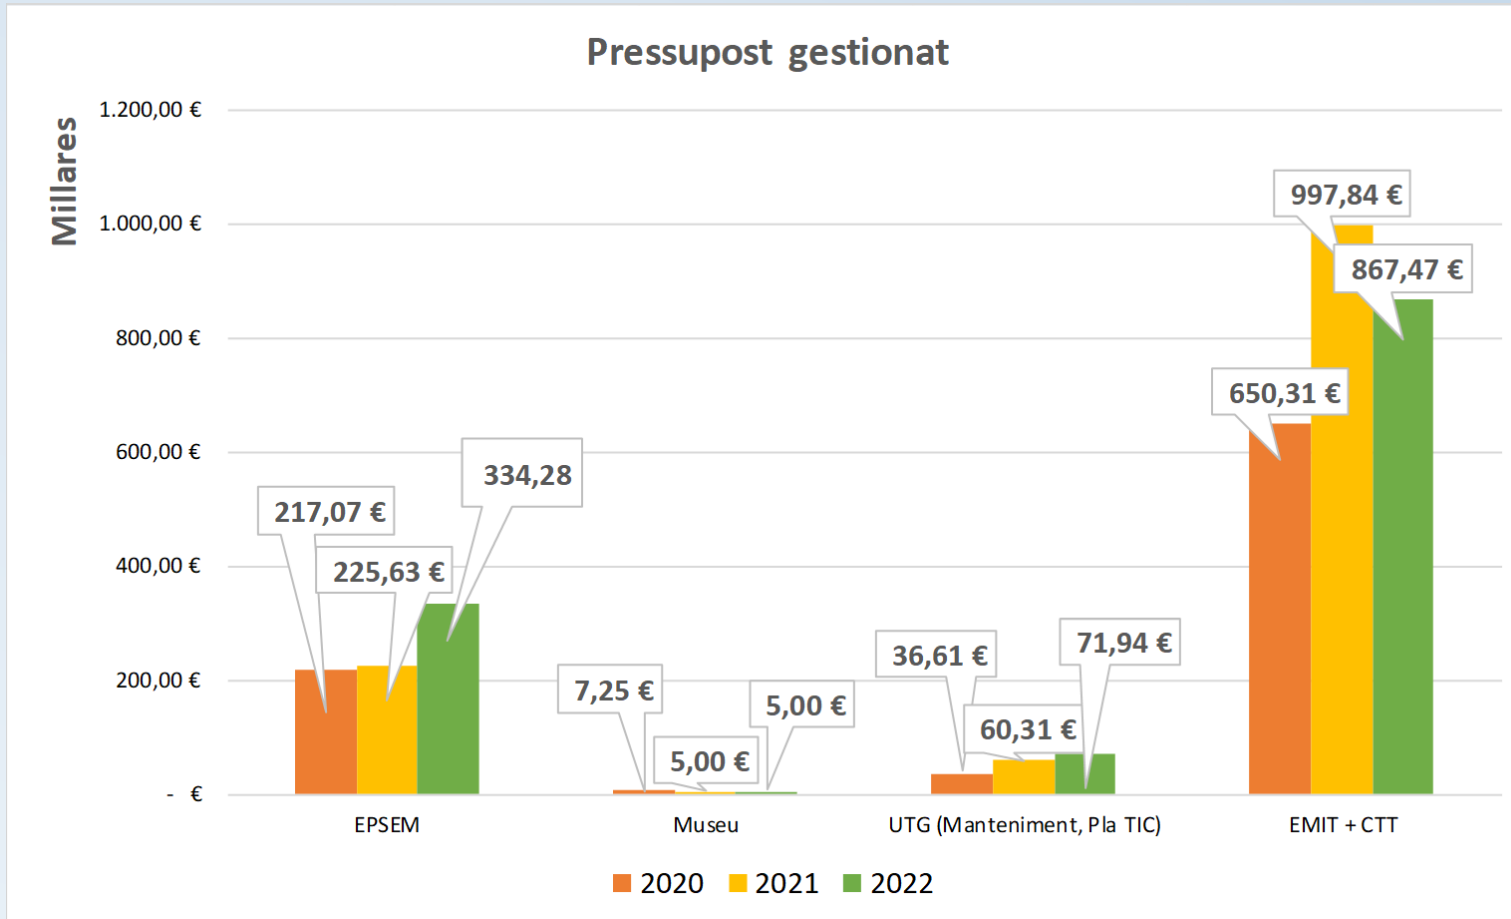 Pressupost gestionat
Millares
1.200,00 €
1.000,00 €
800,00 €
600,00 €
400,00 €
200,00 €
- €
217,07 €
225,63 €
334,28
7,25 €
5,00 €
5,00 €
36,61 €
60,31 €
71,94 €
650,31 €
997,84 €
867,47 €
EPSEM
Museu
UTG (Manteniment, Pla TIC)
EMIT + CTT
2020 2021 2022